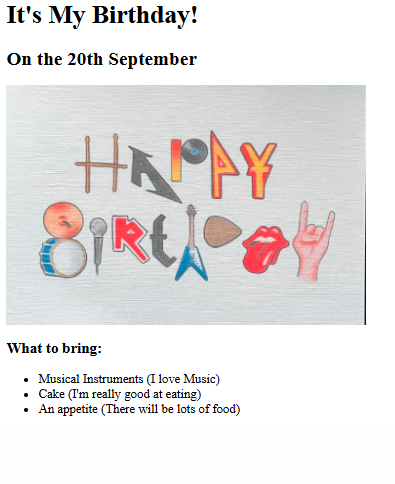 It's My Birthday!
On the 20th September
HAPPY
BIRTHDAY
What to bring:
Musical Instruments (I love Music)
Cake (I'm really good at eating)
An appetite (There will be lots of food)